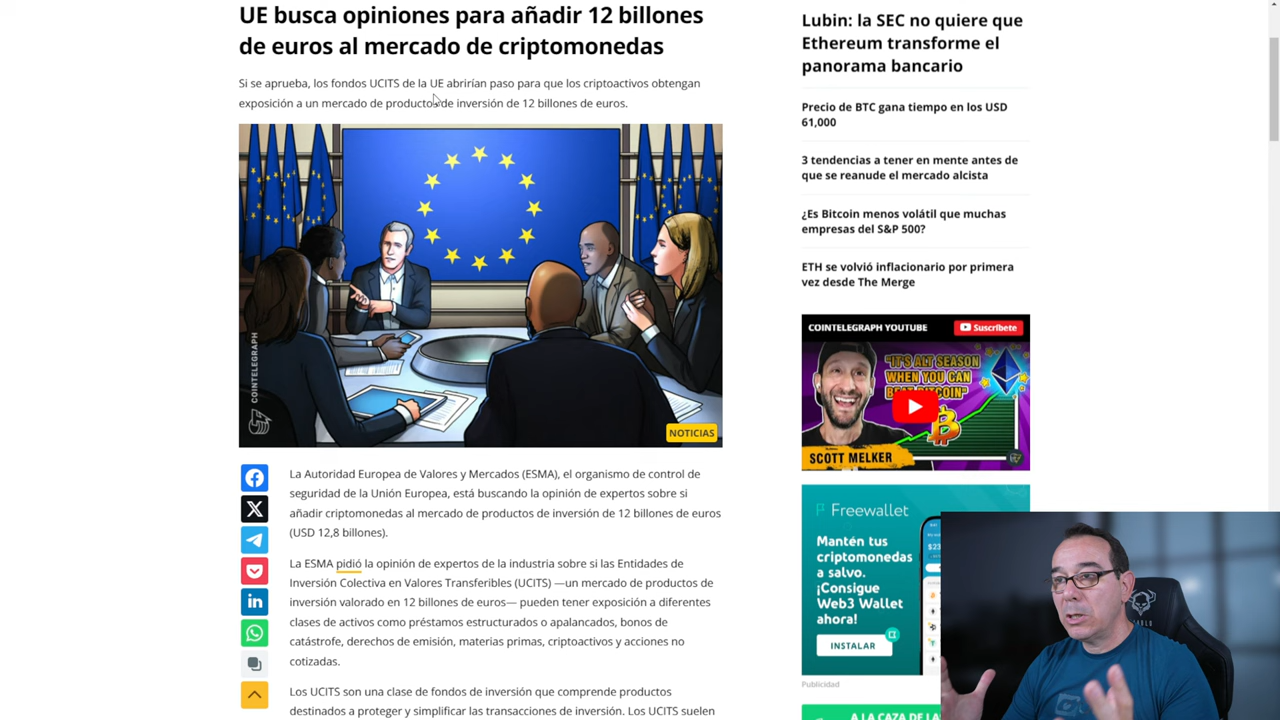 UE busca opiniones para añadir 12 billones
de euros al mercado de criptomonedas
Si se aprueba, los fondos UCITS de la UE abrirían paso para que los criptoactivos obtengan
exposición a un mercado de productos de inversión de 12 billones de euros.
COINTELEGRAPH
NOTICIAS
La Autoridad Europea de Valores y Mercados (ESMA), el organismo de control de
seguridad de la Unión Europea, está buscando la opinión de expertos sobre si
añadir criptomonedas al mercado de productos de inversión de 12 billones de euros
(USD 12,8 billones).
La ESMA pidió la opinión de expertos de la industria sobre si las Entidades de
Inversión Colectiva en Valores Transferibles (UCITS) —un mercado de productos de
inversión valorado en 12 billones de euros— pueden tener exposición a diferentes
clases de activos como préstamos estructurados o apalancados, bonos de
catástrofe, derechos de emisión, materias primas, criptoactivos y acciones no
cotizadas.
Los UCITS son una clase de fondos de inversión que comprende productos
destinados a proteger y simplificar las transacciones de inversión. Los UCITS suelen
Lubin: la SEC no quiere que
Ethereum transforme el
panorama bancario
Precio de BTC gana tiempo en los USD
61,000
3 tendencias a tener en mente antes de
que se reanude el mercado alcista
¿Es Bitcoin menos volátil que muchas
empresas del S&P 500?
ETH se volvió inflacionario por primera
vez desde The Merge
COINTELEGRAPH YOUTUBE
Suscríbete
"IT'S ALT SEASON
WHEN YOU CAN
BEAT BITCOIN"
SCOTT MELKER
Freewallet
Mantén tus
criptomonedas
a salvo.
¡Consigue
Web3 Wallet
ahora!
INSTALAR
Publicidad
A LA CAZA DE LA